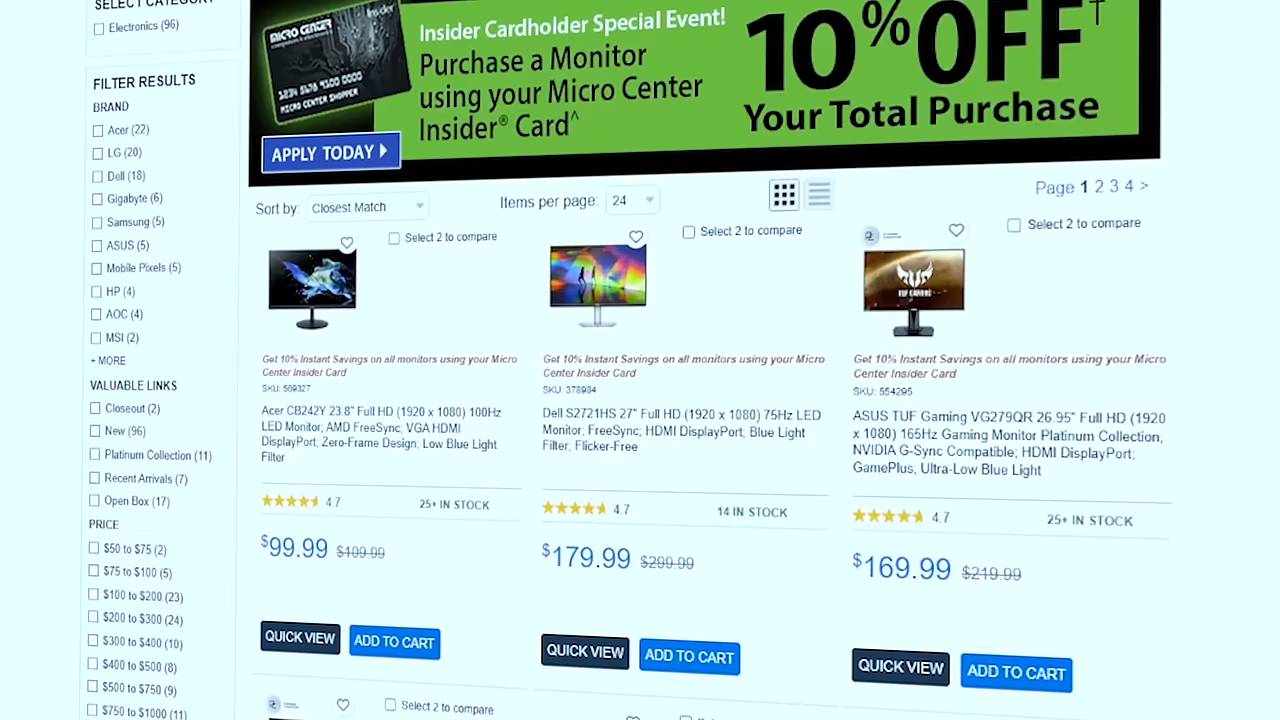 SELECT CATEGORY
Electronics (96)
FILTER RESULTS
BRAND
Acer (22)
LG (20)
Dell (18)
Gigabyte (6)
Samsung (5)
ASUS (5)
Mobile Pixels (5)
HP (4)
AOC (4)
MSI (2)
+ MORE
VALUABLE LINKS
Closeout (2)
New (96)
Platinum Collection (11)
Recent Arrivals (7)
Open Box (17)
PRICE
$50 to $75 (2)
$75 to $100 (5)
$100 to $200 (23)
$200 to $300 (24)
$300 to $400 (10)
$400 to $500 (8)
$500 to $750 (9)
$750 to $1000 (11)
MICRO CENTER
Insider
1234 5678 9100 0000
MICRO CENTER SHOPPER
APPLY TODAY
Insider Cardholder Special Event!
Purchase a Monitor
using your Micro Center
Insider® Card^
10% OFF†
Your Total Purchase
Sort by: Closest Match
Items per page: 24
Page 1 2 3 4 >
Select 2 to compare
Get 10% Instant Savings on all monitors using your Micro
Center Insider Card
SKU: 569327
Acer CB242Y 23.8" Full HD (1920 x 1080) 100Hz
LED Monitor; AMD FreeSync; VGA HDMI
DisplayPort; Zero-Frame Design; Low Blue Light
Filter
4.7
25+ IN STOCK
$99.99 $109.99
QUICK VIEW
ADD TO CART
Select 2 to compare
Get 10% Instant Savings on all monitors using your Micro
Center Insider Card
SKU: 378984
Dell S2721HS 27" Full HD (1920 x 1080) 75Hz LED
Monitor; FreeSync; HDMI DisplayPort; Blue Light
Filter; Flicker-Free
4.7
14 IN STOCK
$179.99 $299.99
QUICK VIEW
ADD TO CART
Select 2 to compare
TUF GAMING
Get 10% Instant Savings on all monitors using your Micro
Center Insider Card
SKU: 554295
ASUS TUF Gaming VG279QR 26.95" Full HD (1920
x 1080) 165Hz Gaming Monitor Platinum Collection;
NVIDIA G-Sync Compatible; HDMI DisplayPort;
GamePlus; Ultra-Low Blue Light
4.7
25+ IN STOCK
$169.99 $219.99
QUICK VIEW
ADD TO CART
Select 2 to compare